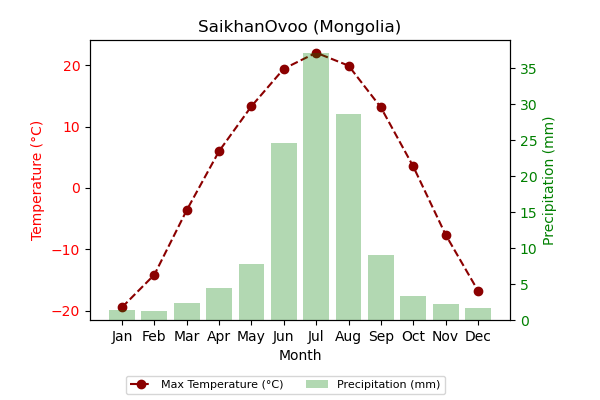 SaikhanOvoo (Mongolia)
Temperature (°C)
20
10
0
−10
−20
35
30
25
20
15
10
5
0
Precipitation (mm)
Jan Feb Mar Apr May Jun Jul Aug Sep Oct Nov Dec
Month
Max Temperature (°C) Precipitation (mm)